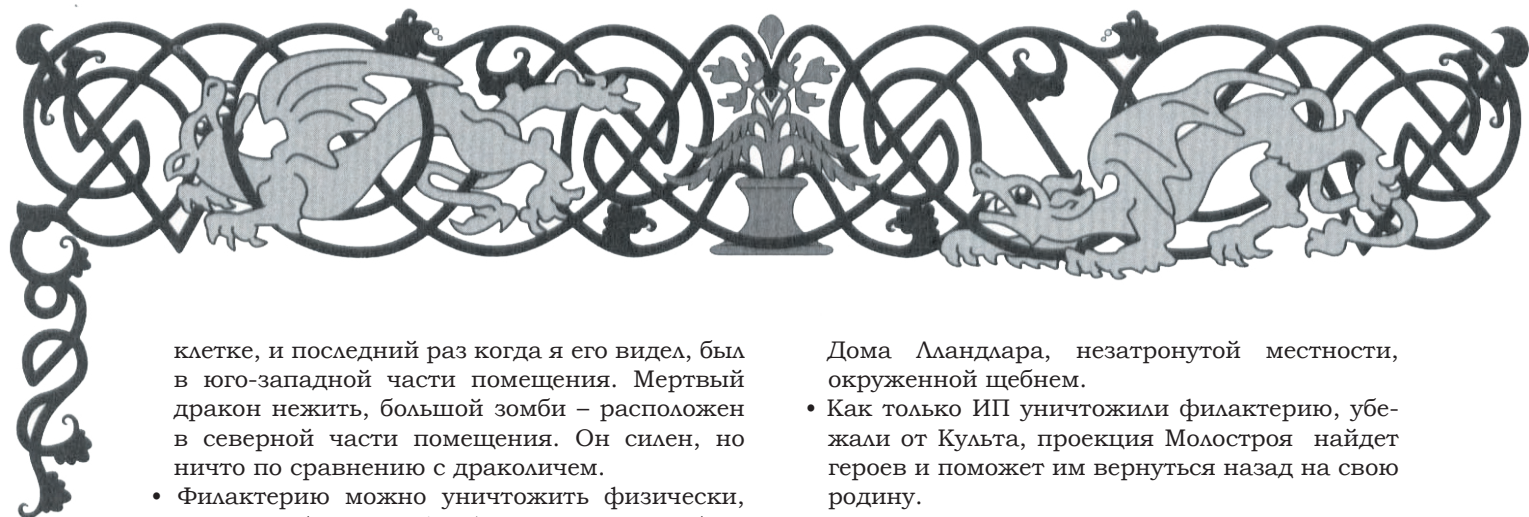 клетке, и последний раз когда я его видел, был
в юго-западной части помещения. Мертвый
дракон нежить, большой зомби – расположен
в северной части помещения. Он силен, но
ничто по сравнению с драколичем.
• Филактерию можно уничтожить физически,
Дома Лландлара, незатронутой местности,
окруженной щебнем.
• Как только ИП уничтожили филактерию, убе-
жали от Культа, проекция Молостроя найдет
героев и поможет им вернуться назад на свою
родину.